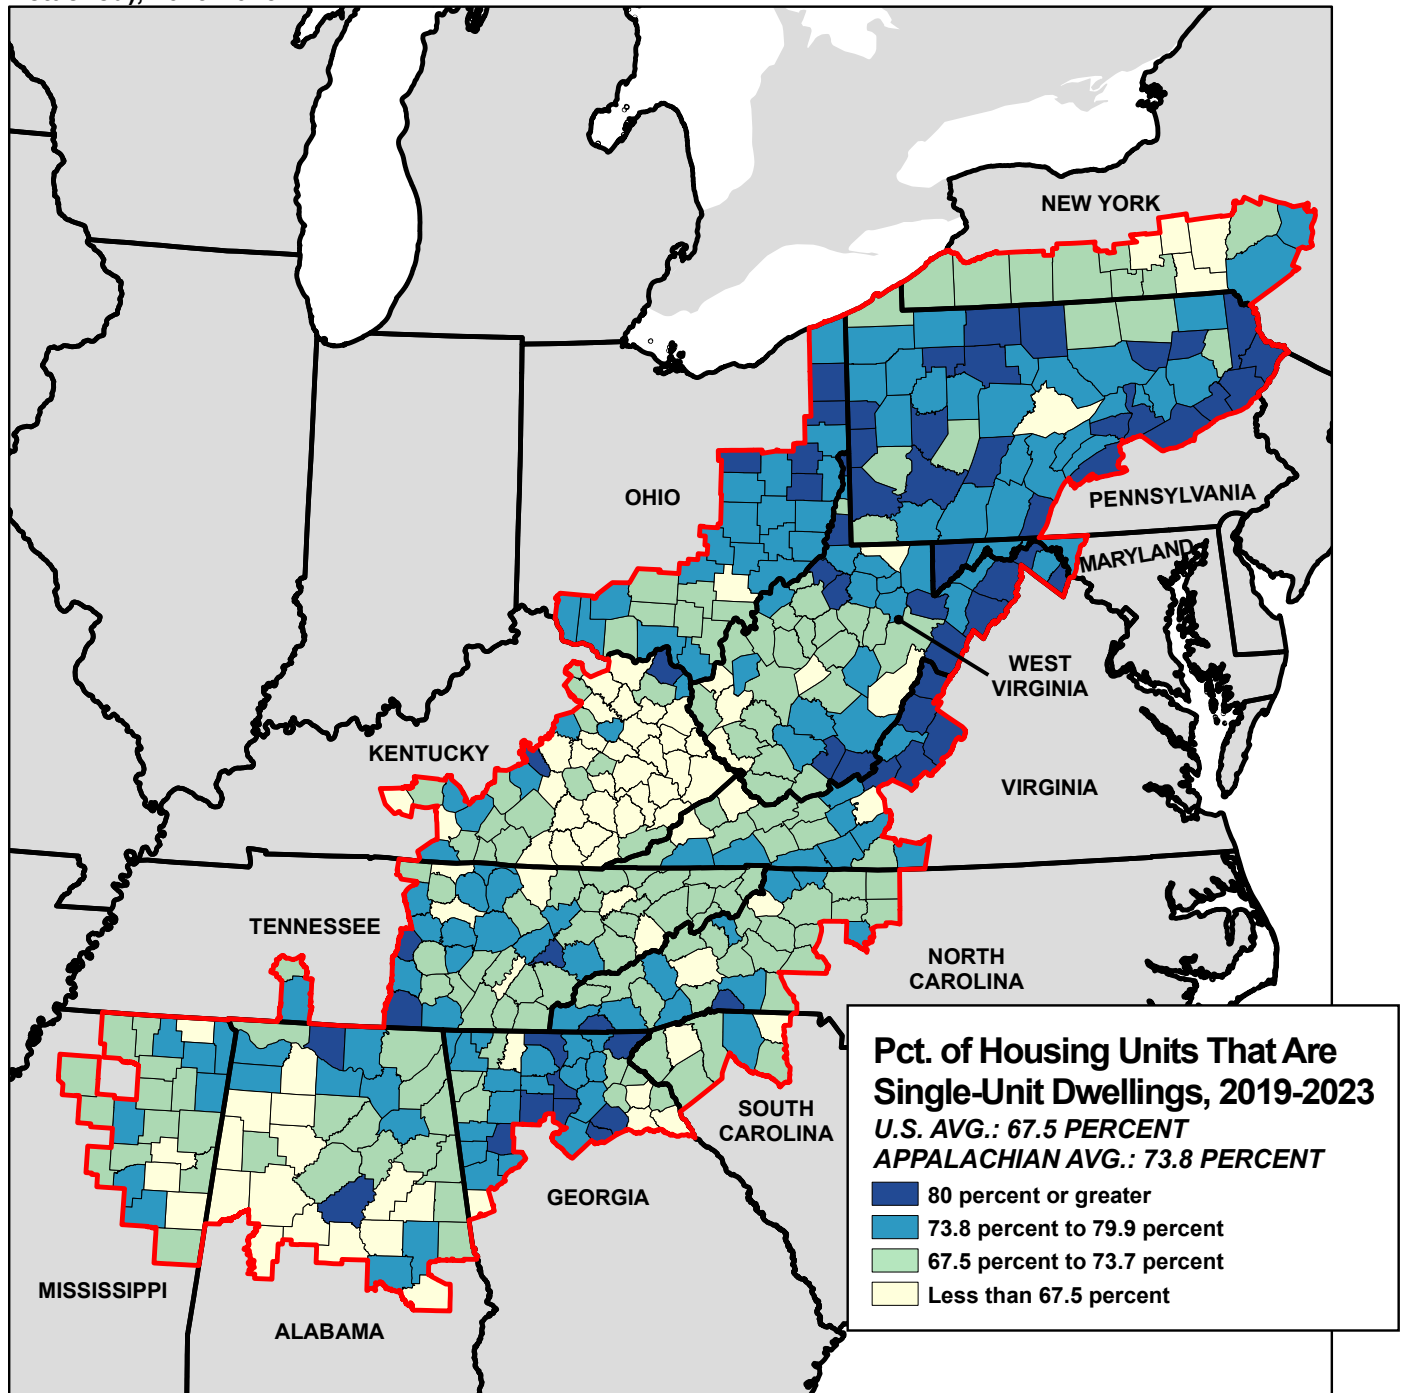 NEW YORK
OHIO
PENNSYLVANIA
MARYLAND
WEST
VIRGINIA
KENTUCKY
VIRGINIA
TENNESSEE
NORTH
CAROLINA
SOUTH
CAROLINA
GEORGIA
MISSISSIPPI
ALABAMA
Pct. of Housing Units That Are
Single-Unit Dwellings, 2019-2023
U.S. AVG.: 67.5 PERCENT
APPALACHIAN AVG.: 73.8 PERCENT
80 percent or greater
73.8 percent to 79.9 percent
67.5 percent to 73.7 percent
Less than 67.5 percent